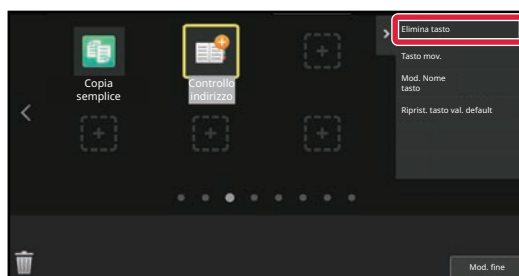 Copia
semplice
Controllo
indirizzo
Elimina tasto
Tasto mov.
Mod. Nome
tasto
Riprist. tasto val. default
Mod. fine